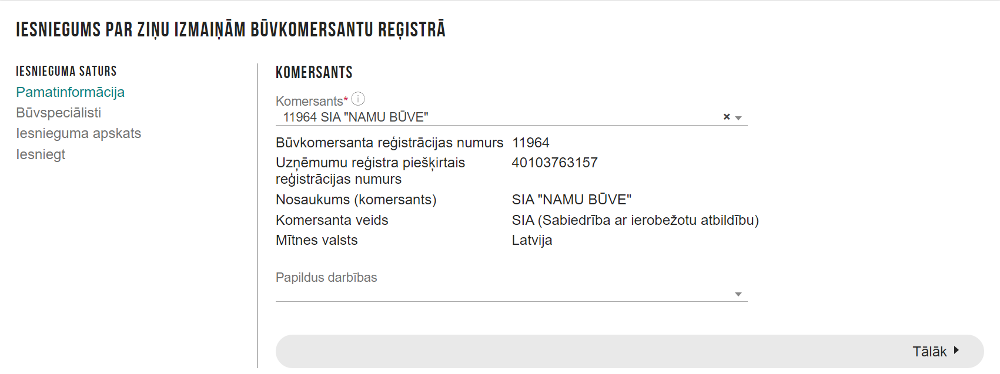 IESNIEGUMS PAR ZIŅU IZMAIŅĀM BŪVKOMERSANTU REĢISTRĀ
IESNIEGUMA SATURS
Pamatinformācija
Būvspeciālisti
Iesnieguma apskats
Iesniegt
KOMERSANTS
Komersants*
11964 SIA "NAMU BŪVE"
Būvkomersanta reģistrācijas numurs 11964
Uzņēmumu reģistra piešķirtais 40103763157
reģistrācijas numurs
Nosaukums (komersants) SIA "NAMU BŪVE"
Komersanta veids SIA (Sabiedrība ar ierobežotu atbildību)
Mītnes valsts Latvija
Papildus darbības
Tālāk